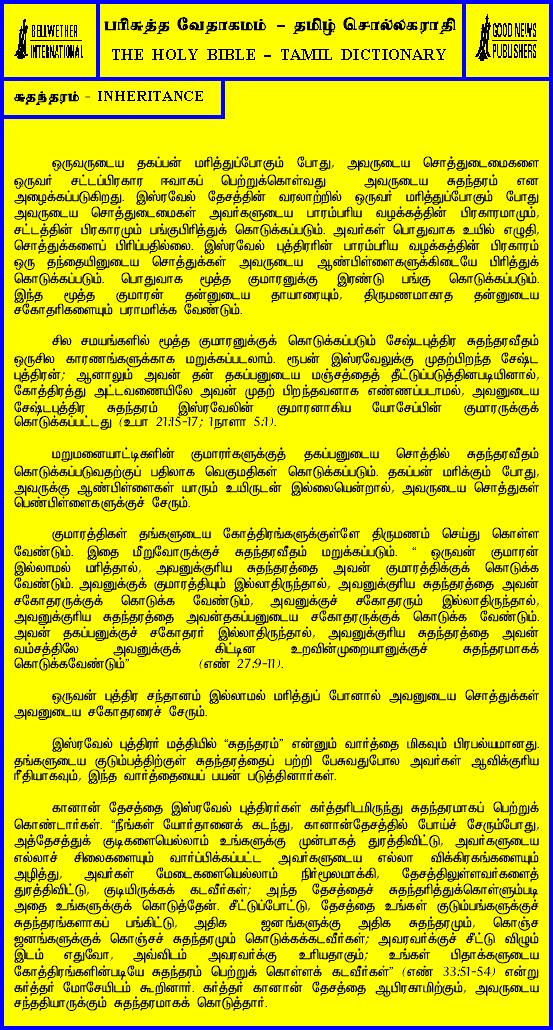 BELLWETHER
INTERNATIONAL
பரிசுத்த வேதாகமம் - தமிழ் சொல்லகராதி
THE HOLY BIBLE - TAMIL DICTIONARY
GOOD NEWS
PUBLISHERS
சுதந்தரம் - INHERITANCE
ஒருவருடைய தகப்பன் மரித்துப்போகும் போது, அவருடைய சொத்துடைமைகளை
ஒருவர் சட்டப்பிரகார ஈவாகப் பெற்றுக்கொள்வது அவருடைய சுதந்தரம் என
அழைக்கப்படுகிறது. இஸ்ரவேல் தேசத்தின் வரலாற்றில் ஒருவர் மரித்துப்போகும் போது
அவருடைய சொத்துடைமைகள் அவர்களுடைய பாரம்பரிய வழக்கத்தின் பிரகாரமாமும்,
சட்டத்தின் பிரகாரமும் பங்குபிரித்துக் கொடுக்கப்படும். அவர்கள் பொதுவாக உயில் எழுதி,
சொத்துக்களைப் பிரிப்பதில்லை. இஸ்ரவேல் புத்திரரின் பாரம்பரிய வழக்கத்தின் பிரகாரம்
ஒரு தந்தையினுடைய சொத்துக்கள் அவருடைய ஆண்பிள்ளைகளுக்கிடையே பிரித்துக்
கொடுக்கப்படும். பொதுவாக மூத்த குமாரனுக்கு இரண்டு பங்கு கொடுக்கப்படும்.
இந்த மூத்த குமாரன் தன்னுடைய தாயாரையும், திருமணமாகாத தன்னுடைய
சகோதரிகளையும் பராமரிக்க வேண்டும்.
சில சமயங்களில் மூத்த குமாரனுக்குக் கொடுக்கப்படும் சேஷ்டபுத்திர சுதந்தரவீதம்
ஒருசில காரணங்களுக்காக மறுக்கப்படலாம். ரூபன் இஸ்ரவேலுக்கு முதற்பிறந்த சேஷ்ட
புத்திரன்; ஆனாலும் அவன் தன் தகப்பனுடைய மஞ்சத்தைத் தீட்டுப்படுத்தினபடியினால்,
கோத்திரத்து அட்டவணையிலே அவன் முதற் பிறந்தவனாக எண்ணப்படாமல், அவனுடைய
சேஷ்டபுத்திர சுதந்தரம் இஸ்ரவேலின் குமாரனாகிய யோசேப்பின் குமாரருக்குக்
கொடுக்கப்பட்டது (உபா 21:15-17; 1நாளா 5:1).
மறுமனையாட்டிகளின் குமாரர்களுக்குத் தகப்பனுடைய சொத்தில் சுதந்தரவீதம்
கொடுக்கப்படுவதற்குப் பதிலாக வெகுமதிகள் கொடுக்கப்படும். தகப்பன் மரிக்கும் போது,
அவருக்கு ஆண்பிள்ளைகள் யாரும் உயிருடன் இல்லையென்றால், அவருடைய சொத்துகள்
பெண்பிள்ளைகளுக்குச் சேரும்.
குமாரத்திகள் தங்களுடைய கோத்திரங்களுக்குள்ளே திருமணம் செய்து கொள்ள
வேண்டும். இதை மீறுவோருக்குச் சுதந்தரவீதம் மறுக்கப்படும். “ ஒருவன் குமாரன்
இல்லாமல் மரித்தால், அவனுக்குரிய சுதந்தரத்தை அவன் குமாரத்திக்குக் கொடுக்க
வேண்டும். அவனுக்குக் குமாரத்தியும் இல்லாதிருந்தால், அவனுக்குரிய சுதந்தரத்தை அவன்
சகோதரருக்குக் கொடுக்க வேண்டும், அவனுக்குச் சகோதரரும் இல்லாதிருந்தால்,
அவனுக்குரிய சுதந்தரத்தை அவன்தகப்பனுடைய சகோதரருக்குக் கொடுக்க வேண்டும்.
அவன் தகப்பனுக்குச் சகோதரர் இல்லாதிருந்தால், அவனுக்குரிய சுதந்தரத்தை அவன்
வம்சத்திலே அவனுக்குக் கிட்டின உறவின்முறையானுக்குச் சுதந்தரமாகக்
கொடுக்கவேண்டும்” (எண் 27:9-11).
ஒருவன் புத்திர சந்தானம் இல்லாமல் மரித்துப் போனால் அவனுடைய சொத்துக்கள்
அவனுடைய சகோதரரைச் சேரும்.
இஸ்ரவேல் புத்திரர் மத்தியில் “சுதந்தரம்” என்னும் வார்த்தை மிகவும் பிரபல்யமானது.
தங்களுடைய குடும்பத்திற்குள் சுதந்தரத்தைப் பற்றி பேசுவதுபோல அவர்கள் ஆவிக்குரிய
ரீதியாகவும், இந்த வார்த்தையைப் பயன் படுத்தினார்கள்.
கானான் தேசத்தை இஸ்ரவேல் புத்திரர்கள் கர்த்தரிடமிருந்து சுதந்தரமாகப் பெற்றுக்
கொண்டார்கள். “நீங்கள் யோர்தானைக் கடந்து, கானான்தேசத்தில் போய்ச் சேரும்போது,
அத்தேசத்துக் குடிகளையெல்லாம் உங்களுக்கு முன்பாகத் துரத்திவிட்டு, அவர்களுடைய
எல்லாச் சிலைகளையும் வார்ப்பிக்கப்பட்ட அவர்களுடைய எல்லா விக்கிரகங்களையும்
அழித்து, அவர்கள் மேடைகளையெல்லாம் நிர்மூலமாக்கி, தேசத்திலுள்ளவர்களைத்
துரத்திவிட்டு, குடியிருக்கக் கடவீர்கள்; அந்த தேசத்தைச் சுதந்தரித்துக்கொள்ளும்படி
அதை உங்களுக்குக் கொடுத்தேன். சீட்டுப்போட்டு, தேசத்தை உங்கள் குடும்பங்களுக்குச்
சுதந்தரங்களாகப் பங்கிட்டு, அதிக ஜனங்களுக்கு அதிக சுதந்தரமும், கொஞ்ச
ஜனங்களுக்குக் கொஞ்சச் சுதந்தரமும் கொடுக்கக்கடவீர்கள்; அவரவர்க்குச் சீட்டு விழும்
இடம் எதுவோ, அவ்விடம் அவரவர்க்கு உரியதாகும்; உங்கள் பிதாக்களுடைய
கோத்திரங்களின்படியே சுதந்தரம் பெற்றுக் கொள்ளக் கடவீர்கள்” (எண் 33:51-54) என்று
கர்த்தர் மோசேயிடம் கூறினார். கர்த்தர் கானான் தேசத்தை ஆபிரகாமிற்கும், அவருடைய
சந்ததியாருக்கும் சுதந்தரமாகக் கொடுத்தார்.